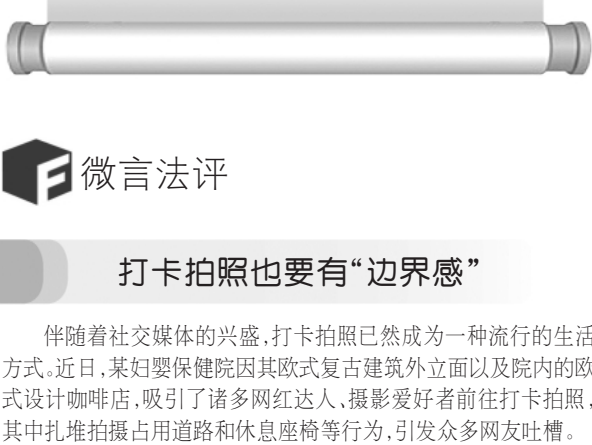 微言法评
打卡拍照也要有“边界感”
伴随着社交媒体的兴盛,打卡拍照已然成为一种流行的生活
方式。近日,某妇婴保健院因其欧式复古建筑外立面以及院内的欧
式设计咖啡店,吸引了诸多网红达人、摄影爱好者前往打卡拍照,
其中扎堆拍摄占用道路和休息座椅等行为,引发众多网友吐槽。